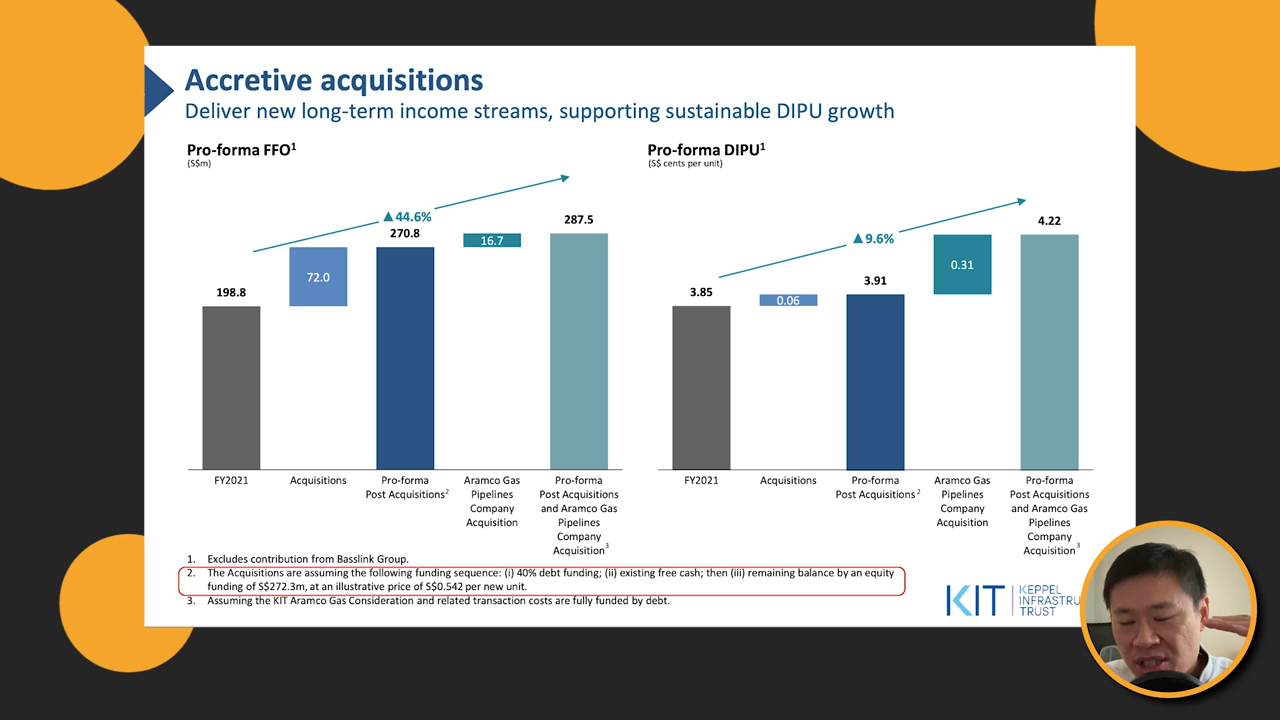 Accretive acquisitions
Deliver new long-term income streams, supporting sustainable DIPU growth
Pro-forma FFO1
(S$m)
▲44.6%
198.8
72.0
270.8
16.7
287.5
FY2021
Acquisitions
Pro-forma
Post Acquisitions2
Aramco Gas
Pipelines
Company
Acquisition
Pro-forma
Post Acquisitions
and Aramco Gas
Pipelines
Company
Acquisition3
Pro-forma DIPU1
(S$ cents per unit)
▲9.6%
3.85
0.06
3.91
0.31
4.22
FY2021
Acquisitions
Pro-forma
Post Acquisitions2
Aramco Gas
Pipelines
Company
Acquisition
Pro-forma
Post Acquisitions
and Aramco Gas
Pipelines
Company
Acquisition3
1. Excludes contribution from Basslink Group.
2. The Acquisitions are assuming the following funding sequence: (i) 40% debt funding; (ii) existing free cash; then (iii) remaining balance by an equity
funding of S$272.3m, at an illustrative price of S$0.542 per new unit.
3. Assuming the KIT Aramco Gas Consideration and related transaction costs are fully funded by debt.
KIT
KEPPEL
INFRASTRU
TRUST